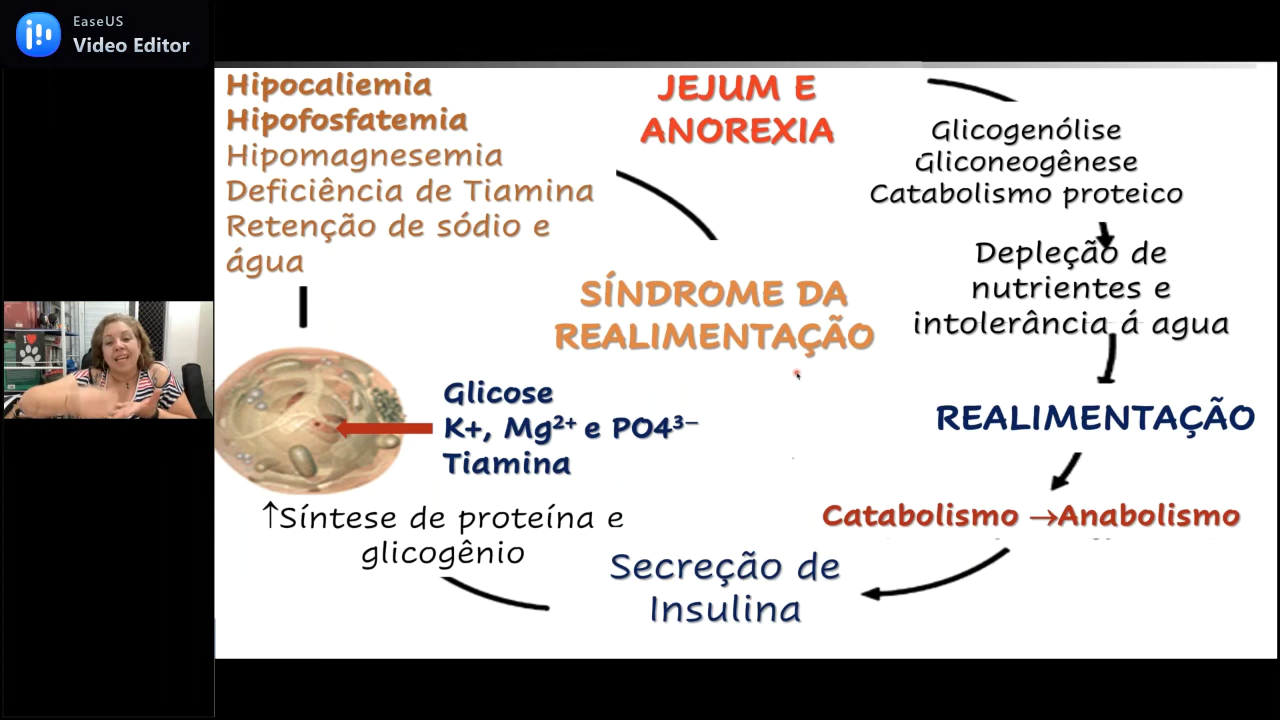 EaseUS
Video Editor
Hipocaliemia
Hipofosfatemia
Hipomagnesemia
Deficiência de Tiamina
Retenção de sódio e
água
JEJUM E
ANOREXIA
Glicogenólise
Gliconeogênese
Catabolismo proteico
Depleção de
nutrientes e
intolerância á agua
SÍNDROME DA
REALIMENTAÇÃO
Glicose
K+, Mg²⁺ e PO4³⁻
Tiamina
REALIMENTAÇÃO
Catabolismo →Anabolismo
↑Síntese de proteína e
glicogênio
Secreção de
Insulina